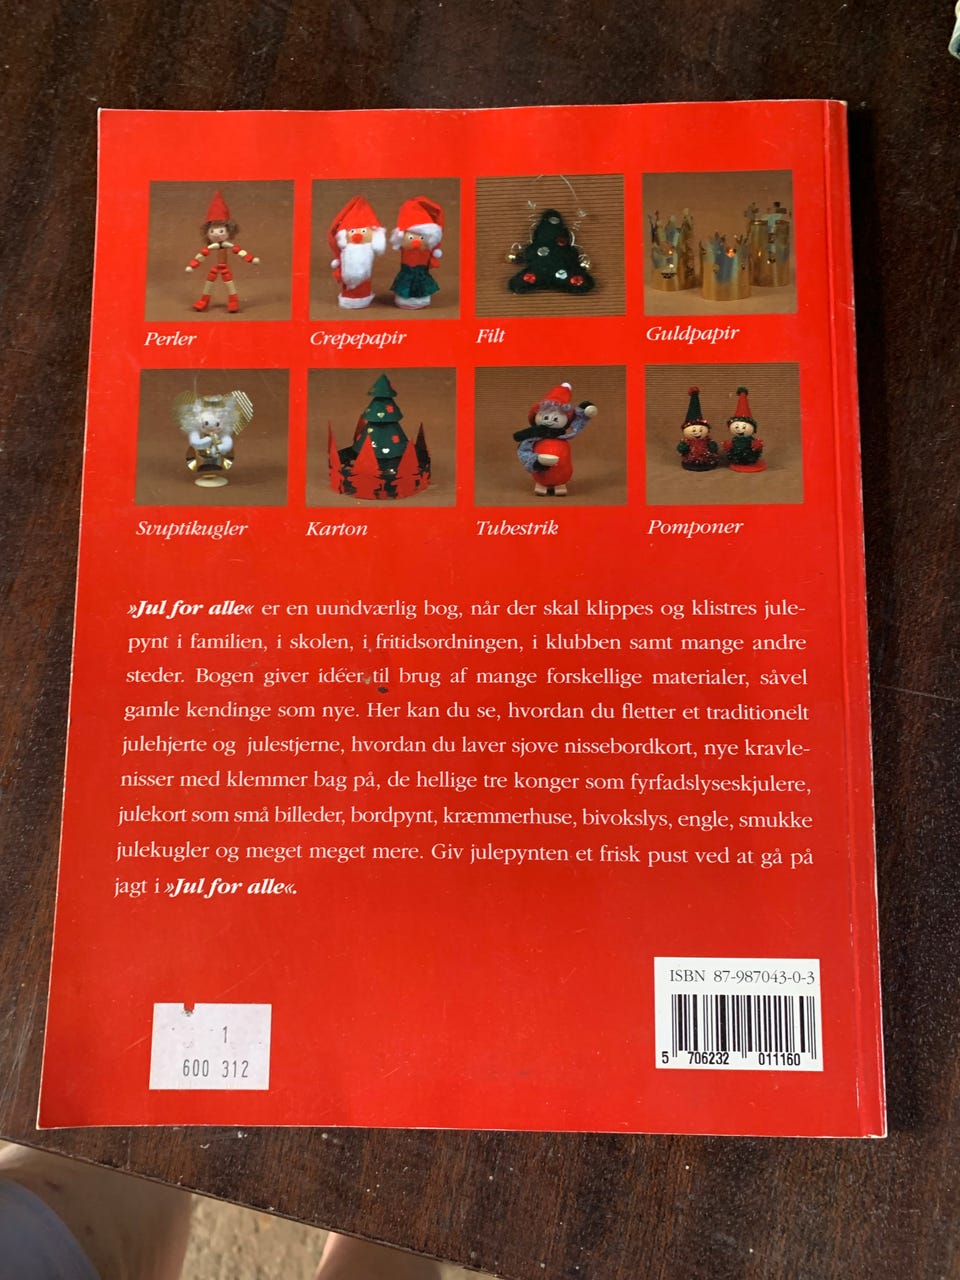 Perler
Crepepapir
Filt
Guldpapir
Svuptikugler
Karton
Tubestrik
Pomponer
»Jul for alle« er en uundværlig bog, når der skal klippes og klistres jule-
pynt i familien, i skolen, i fritidsordningen, i klubben samt mange andre
steder. Bogen giver idéer til brug af mange forskellige materialer, såvel
gamle kendinge som nye. Her kan du se, hvordan du fletter et traditionelt
julehjerte og julestjerne, hvordan du laver sjove nissebordkort, nye kravle-
nisser med klemmer bag på, de hellige tre konger som fyrfadslyseskjulere,
julekort som små billeder, bordpynt, kræmmerhuse, bivokslys, engle, smukke
julekugler og meget meget mere. Giv julepynten et frisk pust ved at gå på
jagt i »Jul for alle«.
ISBN 87-987043-0-3
5 706232 011160
1
600 312